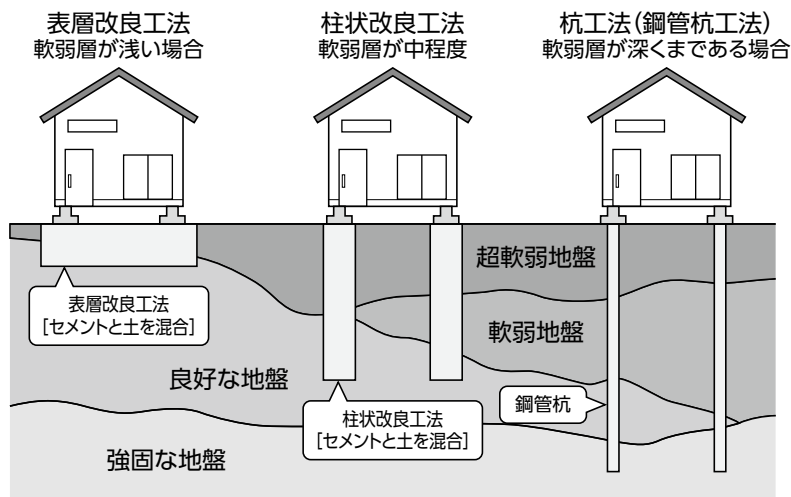 表層改良工法
軟弱層が浅い場合
柱状改良工法
軟弱層が中程度
杭工法(鋼管杭工法)
軟弱層が深くまである場合
超軟弱地盤
表層改良工法
[セメントと土を混合]
軟弱地盤
良好な地盤
鋼管杭
柱状改良工法
[セメントと土を混合]
強固な地盤